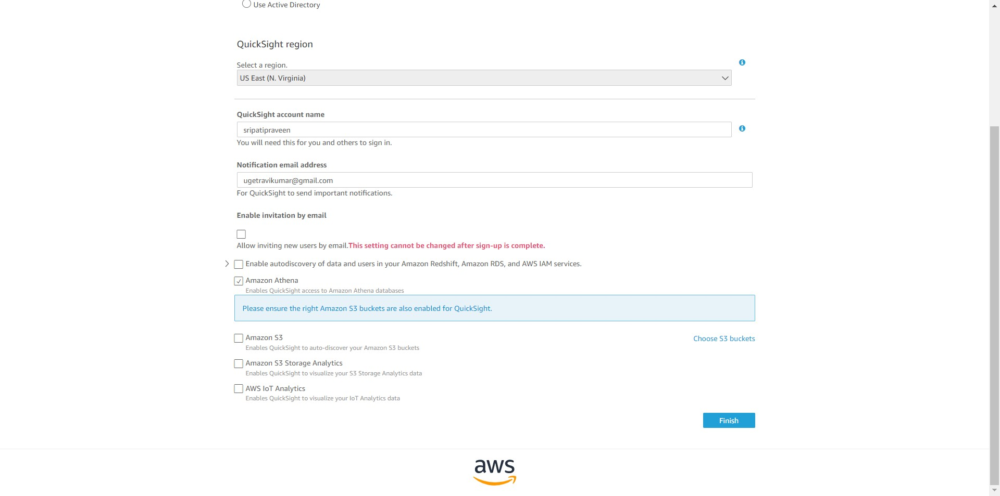 Use Active Directory
QuickSight region
Select a region.
US East (N. Virginia)
QuickSight account name
sripatipraveen
You will need this for you and others to sign in.
Notification email address
ugetravikumar@gmail.com
For QuickSight to send important notifications.
Enable invitation by email
Allow inviting new users by email.This setting cannot be changed after sign-up is complete.
Enable autodiscovery of data and users in your Amazon Redshift, Amazon RDS, and AWS IAM services.
Amazon Athena
Enables QuickSight access to Amazon Athena databases
Please ensure the right Amazon S3 buckets are also enabled for QuickSight.
Amazon S3
Choose S3 buckets
Enables QuickSight to auto-discover your Amazon S3 buckets
Amazon S3 Storage Analytics
Enables QuickSight to visualize your S3 Storage Analytics data
AWS IoT Analytics
Enables QuickSight to visualize your IoT Analytics data
Finish
aws